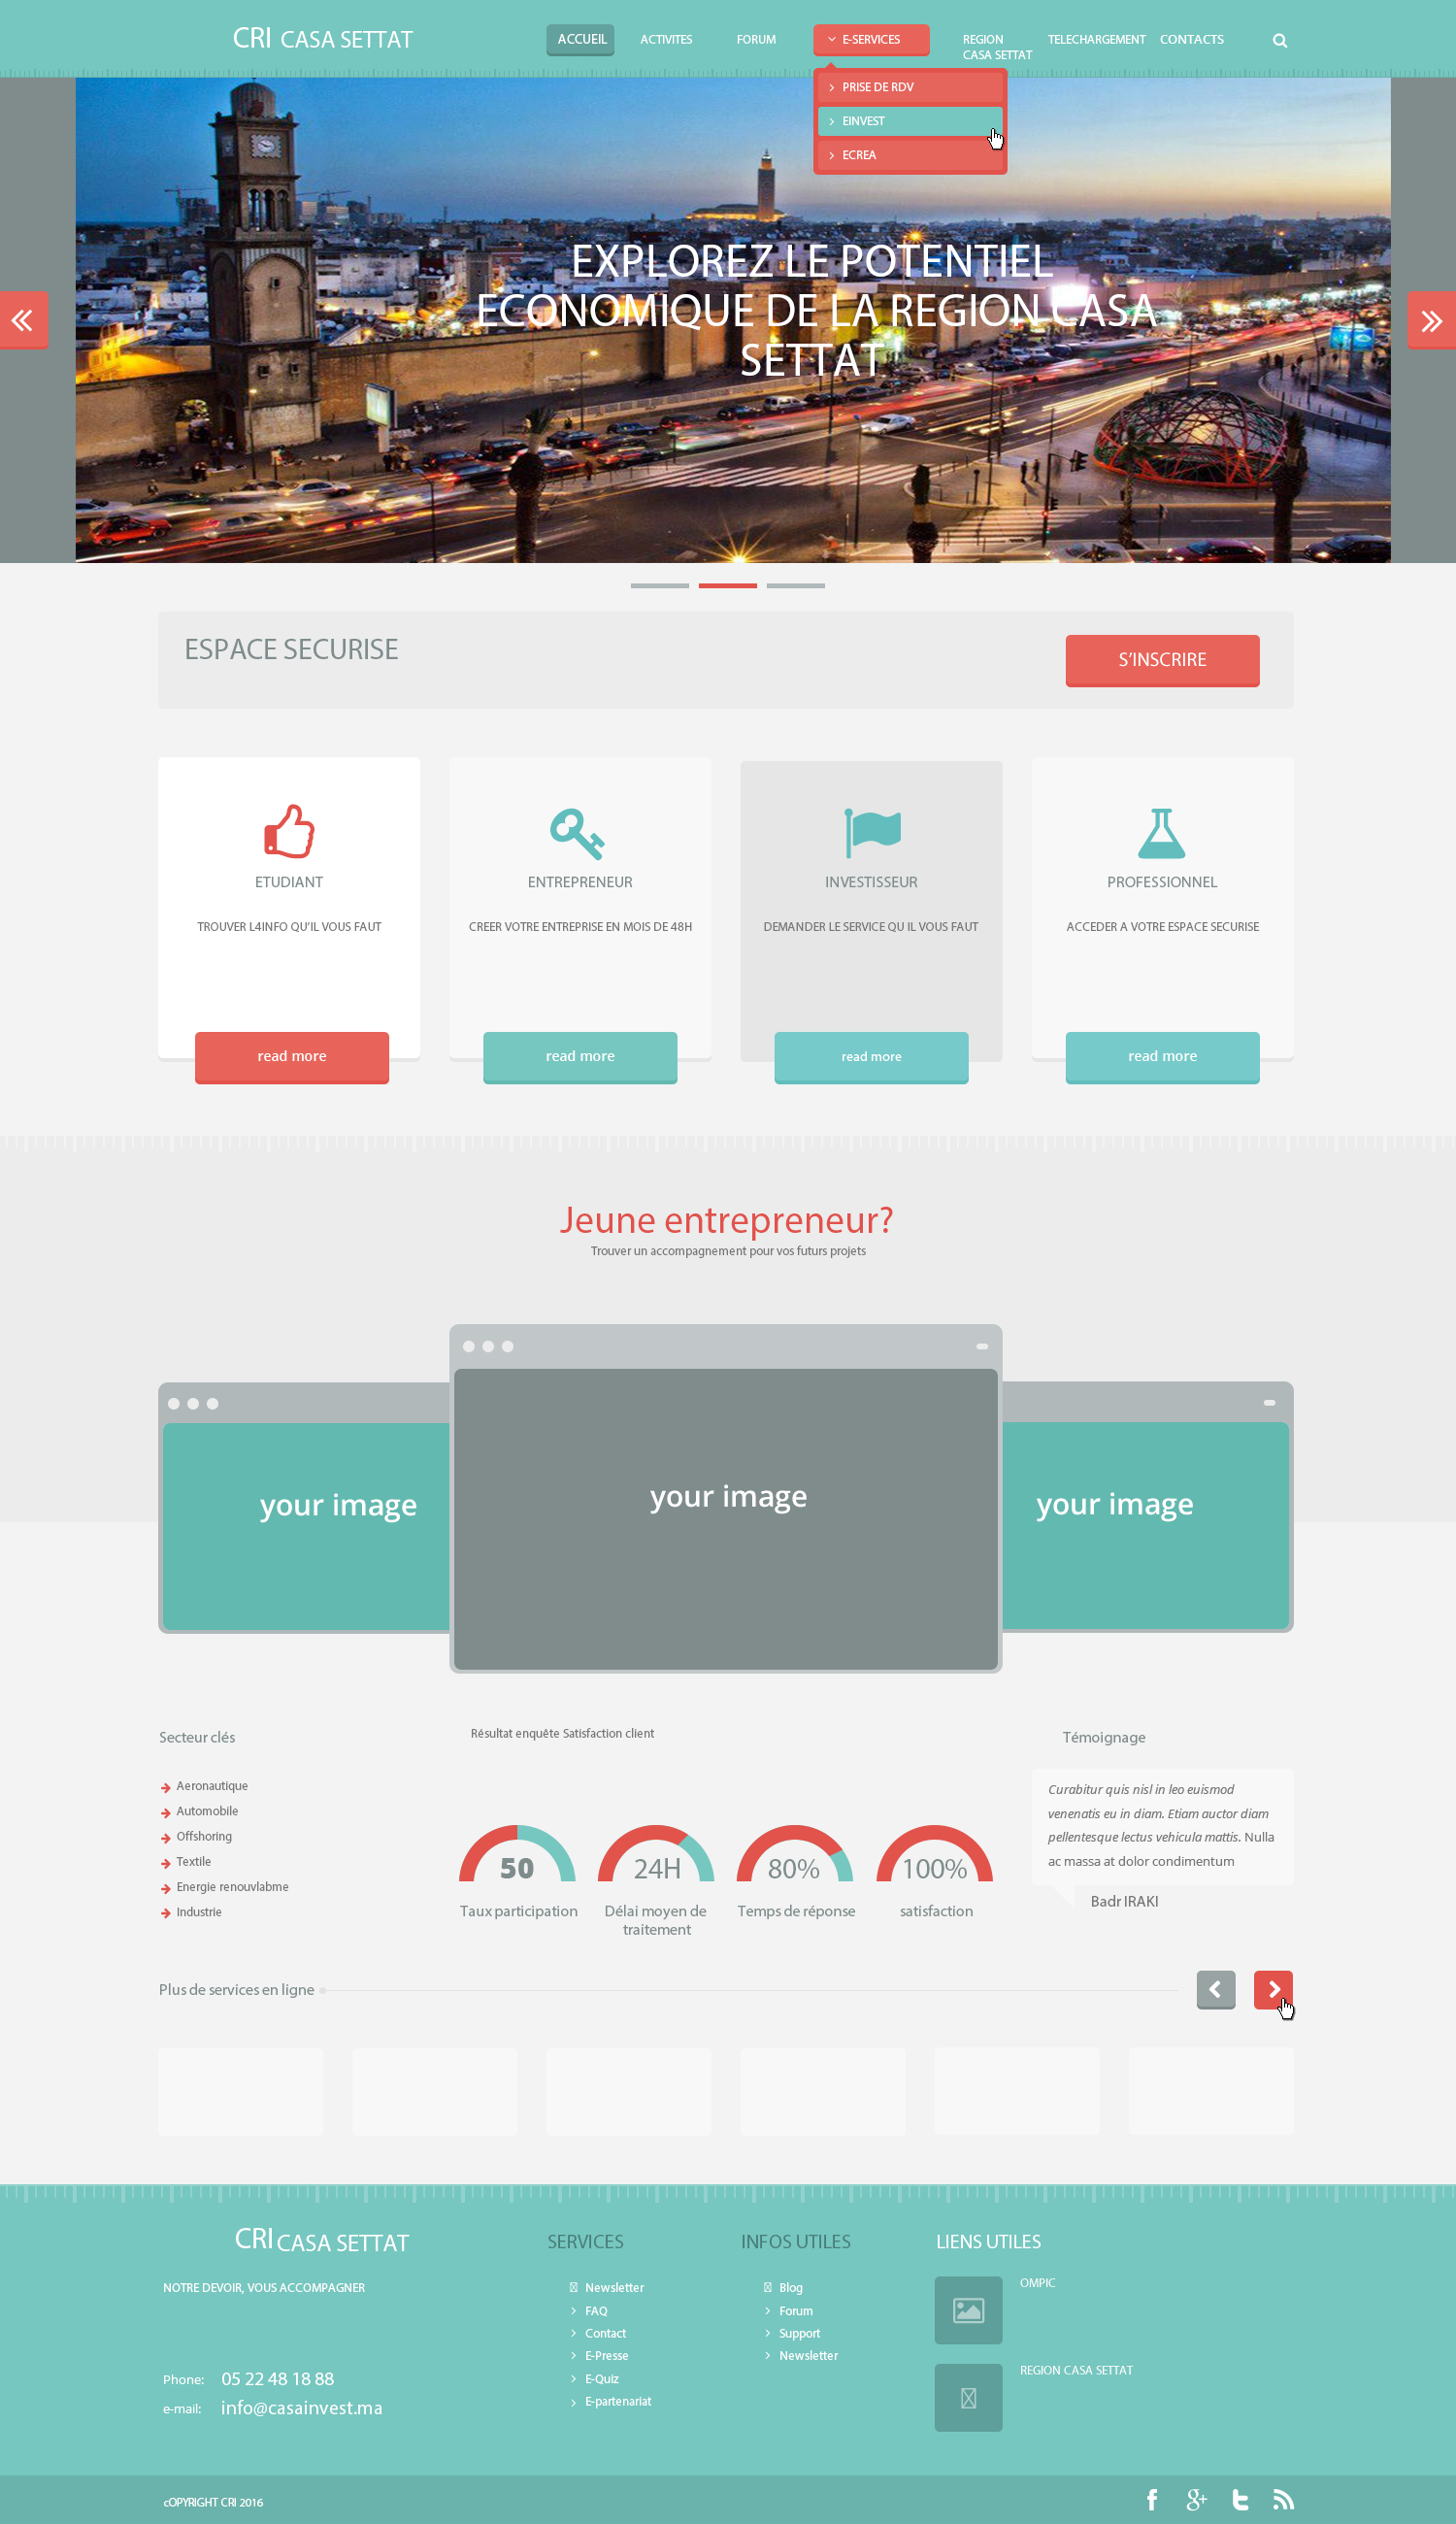 CRI CASA SETTAT
ACCUEIL
ACTIVITES
FORUM
E-SERVICES
REGION
CASA SETTAT
TELECHARGEMENT
CONTACTS
PRISE DE RDV
EINVEST
ECREA
EXPLOREZ LE POTENTIEL
ECONOMIQUE DE LA REGION CASA
SETTAT
ESPACE SECURISE
S’INSCRIRE
ETUDIANT
TROUVER L4INFO QU’IL VOUS FAUT
read more
ENTREPRENEUR
CREER VOTRE ENTREPRISE EN MOIS DE 48H
read more
INVESTISSEUR
DEMANDER LE SERVICE QU IL VOUS FAUT
read more
PROFESSIONNEL
ACCEDER A VOTRE ESPACE SECURISE
read more
Jeune entrepreneur?
Trouver un accompagnement pour vos futurs projets
your image
your image
your image
Secteur clés
Aeronautique
Automobile
Offshoring
Textile
Energie renouvlabme
Industrie
Résultat enquête Satisfaction client
50
Taux participation
24H
Délai moyen de
traitement
80%
Temps de réponse
100%
satisfaction
Témoignage
Curabitur quis nisl in leo euismod
venenatis eu in diam. Etiam auctor diam
pellentesque lectus vehicula mattis. Nulla
ac massa at dolor condimentum
Badr IRAKI
Plus de services en ligne
CRI CASA SETTAT
NOTRE DEVOIR, VOUS ACCOMPAGNER
Phone: 05 22 48 18 88
e-mail: info@casainvest.ma
SERVICES
Newsletter
FAQ
Contact
E-Presse
E-Quiz
E-partenariat
INFOS UTILES
Blog
Forum
Support
Newsletter
LIENS UTILES
OMPIC
REGION CASA SETTAT
cOPYRIGHT CRI 2016